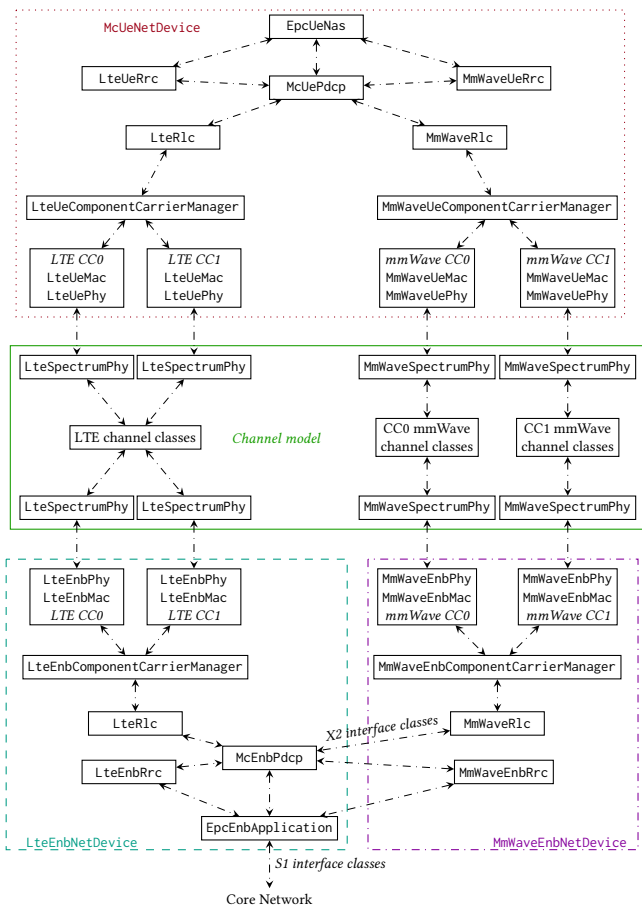 McUeNetDevice
EpcUeNas
LteUeRrc
McUePdcp
MmWaveUeRrc
LteRlc
MmWaveRlc
LteUeComponentCarrierManager
MmWaveUeComponentCarrierManager
LTE CC0
LteUeMac
LteUePhy
LTE CC1
LteUeMac
LteUePhy
mmWave CC0
MmWaveUeMac
MmWaveUePhy
mmWave CC1
MmWaveUeMac
MmWaveUePhy
LteSpectrumPhy
LteSpectrumPhy
MmWaveSpectrumPhy
MmWaveSpectrumPhy
LTE channel classes
Channel model
CC0 mmWave
channel classes
CC1 mmWave
channel classes
LteSpectrumPhy
LteSpectrumPhy
MmWaveSpectrumPhy
MmWaveSpectrumPhy
LteEnbPhy
LteEnbMac
LTE CC0
LteEnbPhy
LteEnbMac
LTE CC1
MmWaveEnbPhy
MmWaveEnbMac
mmWave CC0
MmWaveEnbPhy
MmWaveEnbMac
mmWave CC1
LteEnbComponentCarrierManager
MmWaveEnbComponentCarrierManager
LteRlc
X2 interface classes
MmWaveRlc
McEnbPdcp
LteEnbRrc
MmWaveEnbRrc
EpcEnbApplication
LteEnbNetDevice
MmWaveEnbNetDevice
S1 interface classes
Core Network